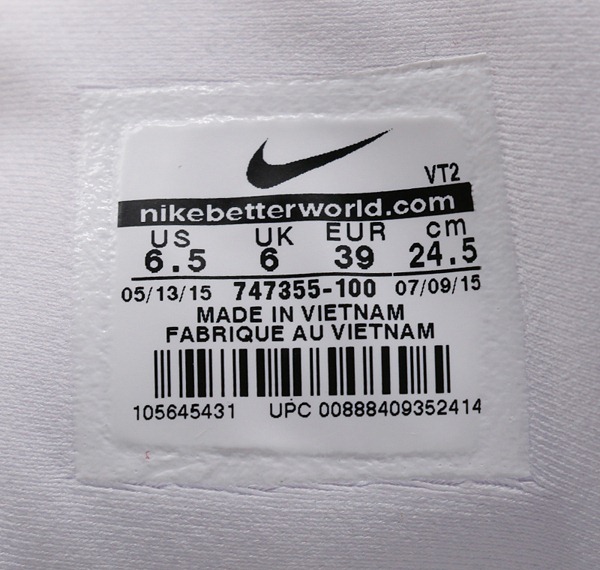 VT2
nikebetterworld.com
US UK EUR cm
6.5 6 39 24.5
05/13/15 747355-100 07/09/15
MADE IN VIETNAM
FABRIQUE AU VIETNAM
105645431 UPC 00888409352414